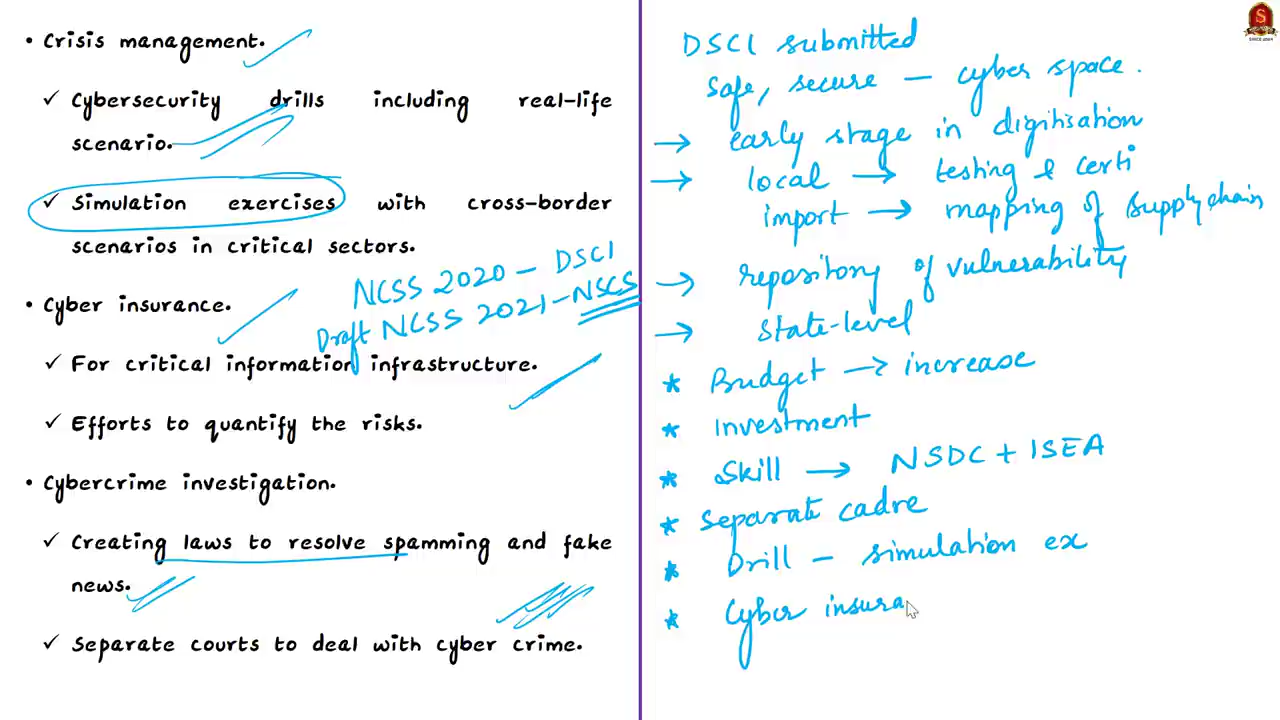 • Crisis management.
✓ Cybersecurity drills including real-life
scenario.
✓ Simulation exercises with cross-border
scenarios in critical sectors.
NCSS 2020 - DSCI
• Cyber insurance.
Draft NCSS 2021 - NSCS
✓ For critical information infrastructure.
✓ Efforts to quantify the risks.
• Cybercrime investigation.
✓ Creating laws to resolve spamming and fake
news.
✓ Separate courts to deal with cyber crime.
DSCI submitted
Safe, secure - cyber space.
→ early stage in digitisation
→ local → testing & certi
import → mapping of supply chain
→ repository of vulnerability
→ State-level
* Budget → increase
* Investment
* Skill → NSDC + ISEA
* Separate cadre
* Drill - simulation ex
* Cyber insura
S